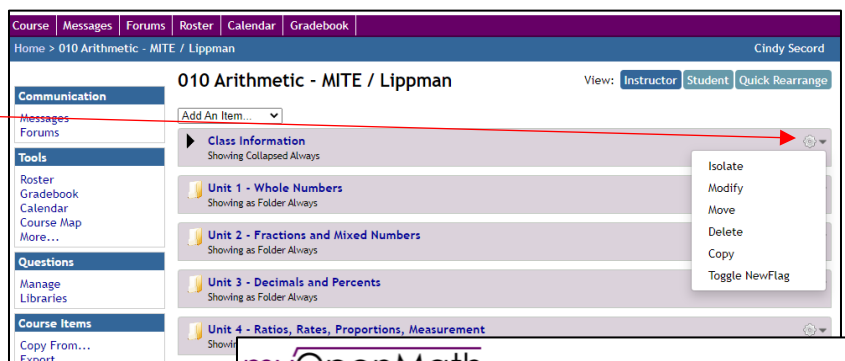 Course Messages Forums Roster Calendar Gradebook
Home > 010 Arithmetic - MITE / Lippman Cindy Secord
010 Arithmetic - MITE / Lippman View: Instructor Student Quick Rearrange
Communication
Messages
Forums
Tools
Roster
Gradebook
Calendar
Course Map
More...
Questions
Manage
Libraries
Course Items
Copy From...
Export
Add An Item...
Class Information
Showing Collapsed Always
Unit 1 - Whole Numbers
Showing as Folder Always
Unit 2 - Fractions and Mixed Numbers
Showing as Folder Always
Unit 3 - Decimals and Percents
Showing as Folder Always
Unit 4 - Ratios, Rates, Proportions, Measurement
Isolate
Modify
Move
Delete
Copy
Toggle NewFlag
myOpenMath